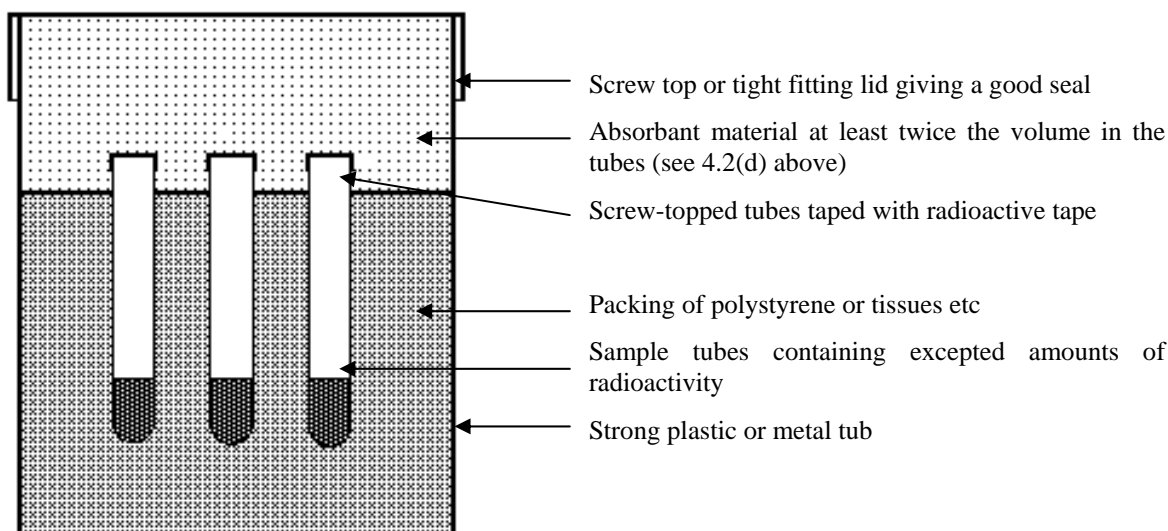 Screw top or tight fitting lid giving a good seal
Absorbant material at least twice the volume in the
tubes (see 4.2(d) above)
Screw-topped tubes taped with radioactive tape
Packing of polystyrene or tissues etc
Sample tubes containing excepted amounts of
radioactivity
Strong plastic or metal tub